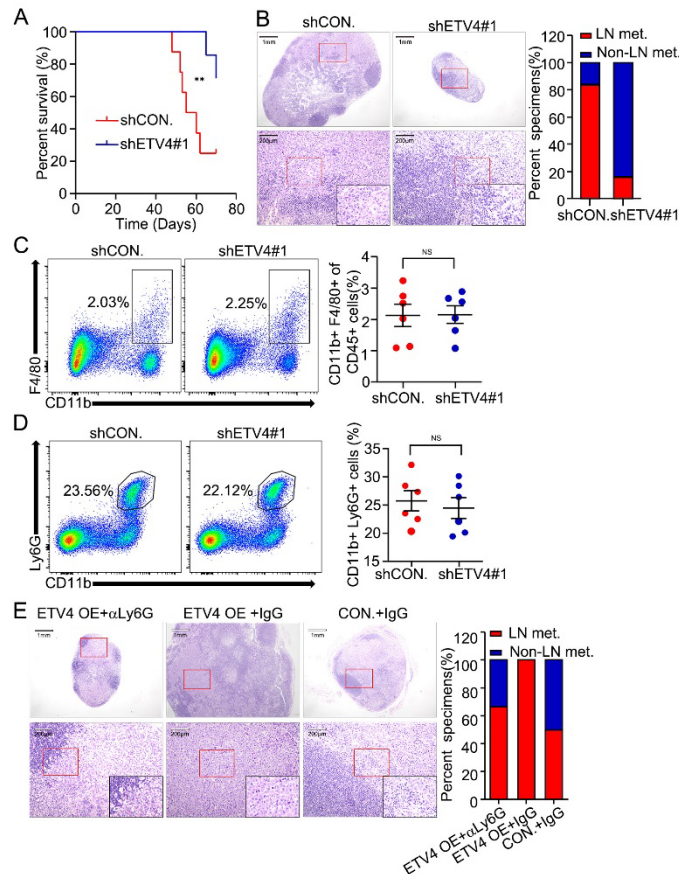 A
Percent survival (%)
100
80
60
40
20
0
**
shCON.
shETV4#1
0 20 40 60 80
Time (Days)
B
shCON. shETV4#1
1mm 1mm
200μm 200μm
LN met.
Non-LN met.
Percent specimens(%)
120
100
80
60
40
20
0
shCON. shETV4#1
C
shCON. shETV4#1
2.03% 2.25%
F4/80
CD11b
CD11b+ F4/80+ of
CD45+ cells(%)
NS
4
3
2
1
0
shCON. shETV4#1
D
shCON. shETV4#1
23.56% 22.12%
Ly6G
CD11b
CD11b+ Ly6G+ cells (%)
NS
35
30
25
20
15
shCON. shETV4#1
E
ETV4 OE+αLy6G ETV4 OE +IgG CON.+IgG
1mm 1mm 1mm
200μm 200μm 200μm
LN met.
Non-LN met.
Percent specimens(%)
120
100
80
60
40
20
0
ETV4 OE+αLy6G
ETV4 OE+IgG
CON.+IgG